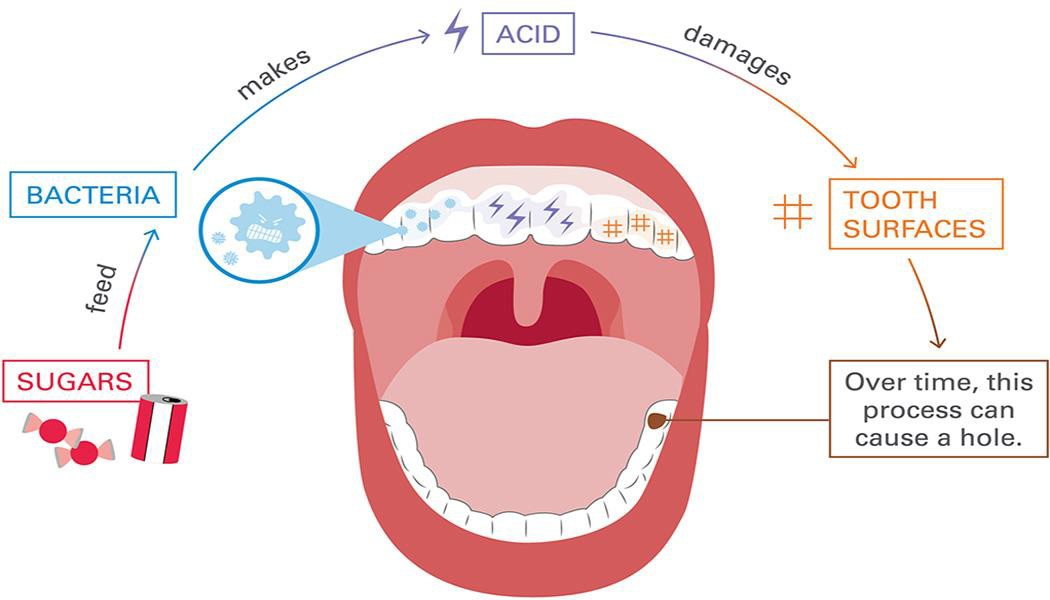 SUGARS
feed
BACTERIA
makes
ACID
damages
TOOTH
SURFACES
Over time, this
process can
cause a hole.